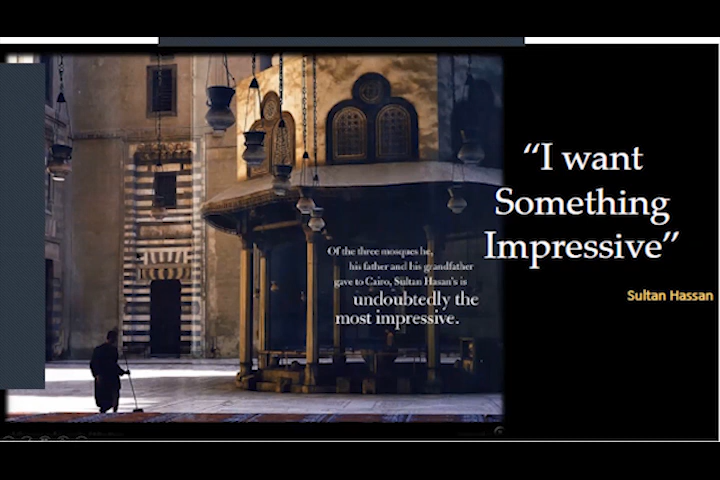 Of the three mosques he,
his father and his grandfather
gave to Cairo, Sultan Hasan's is
undoubtedly the
most impressive.
“I want
Something
Impressive”
Sultan Hassan